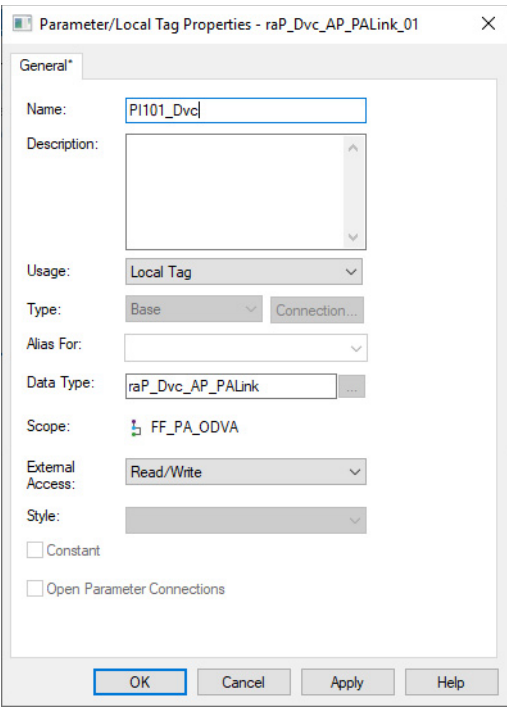 Parameter/Local Tag Properties - raP_Dvc_AP_PALink_01
General*
Name: PI101_Dvc
Description:
Usage: Local Tag
Type: Base Connection...
Alias For:
Data Type: raP_Dvc_AP_PALink ...
Scope: FF_PA_ODVA
External
Access: Read/Write
Style:
Constant
Open Parameter Connections
OK Cancel Apply Help